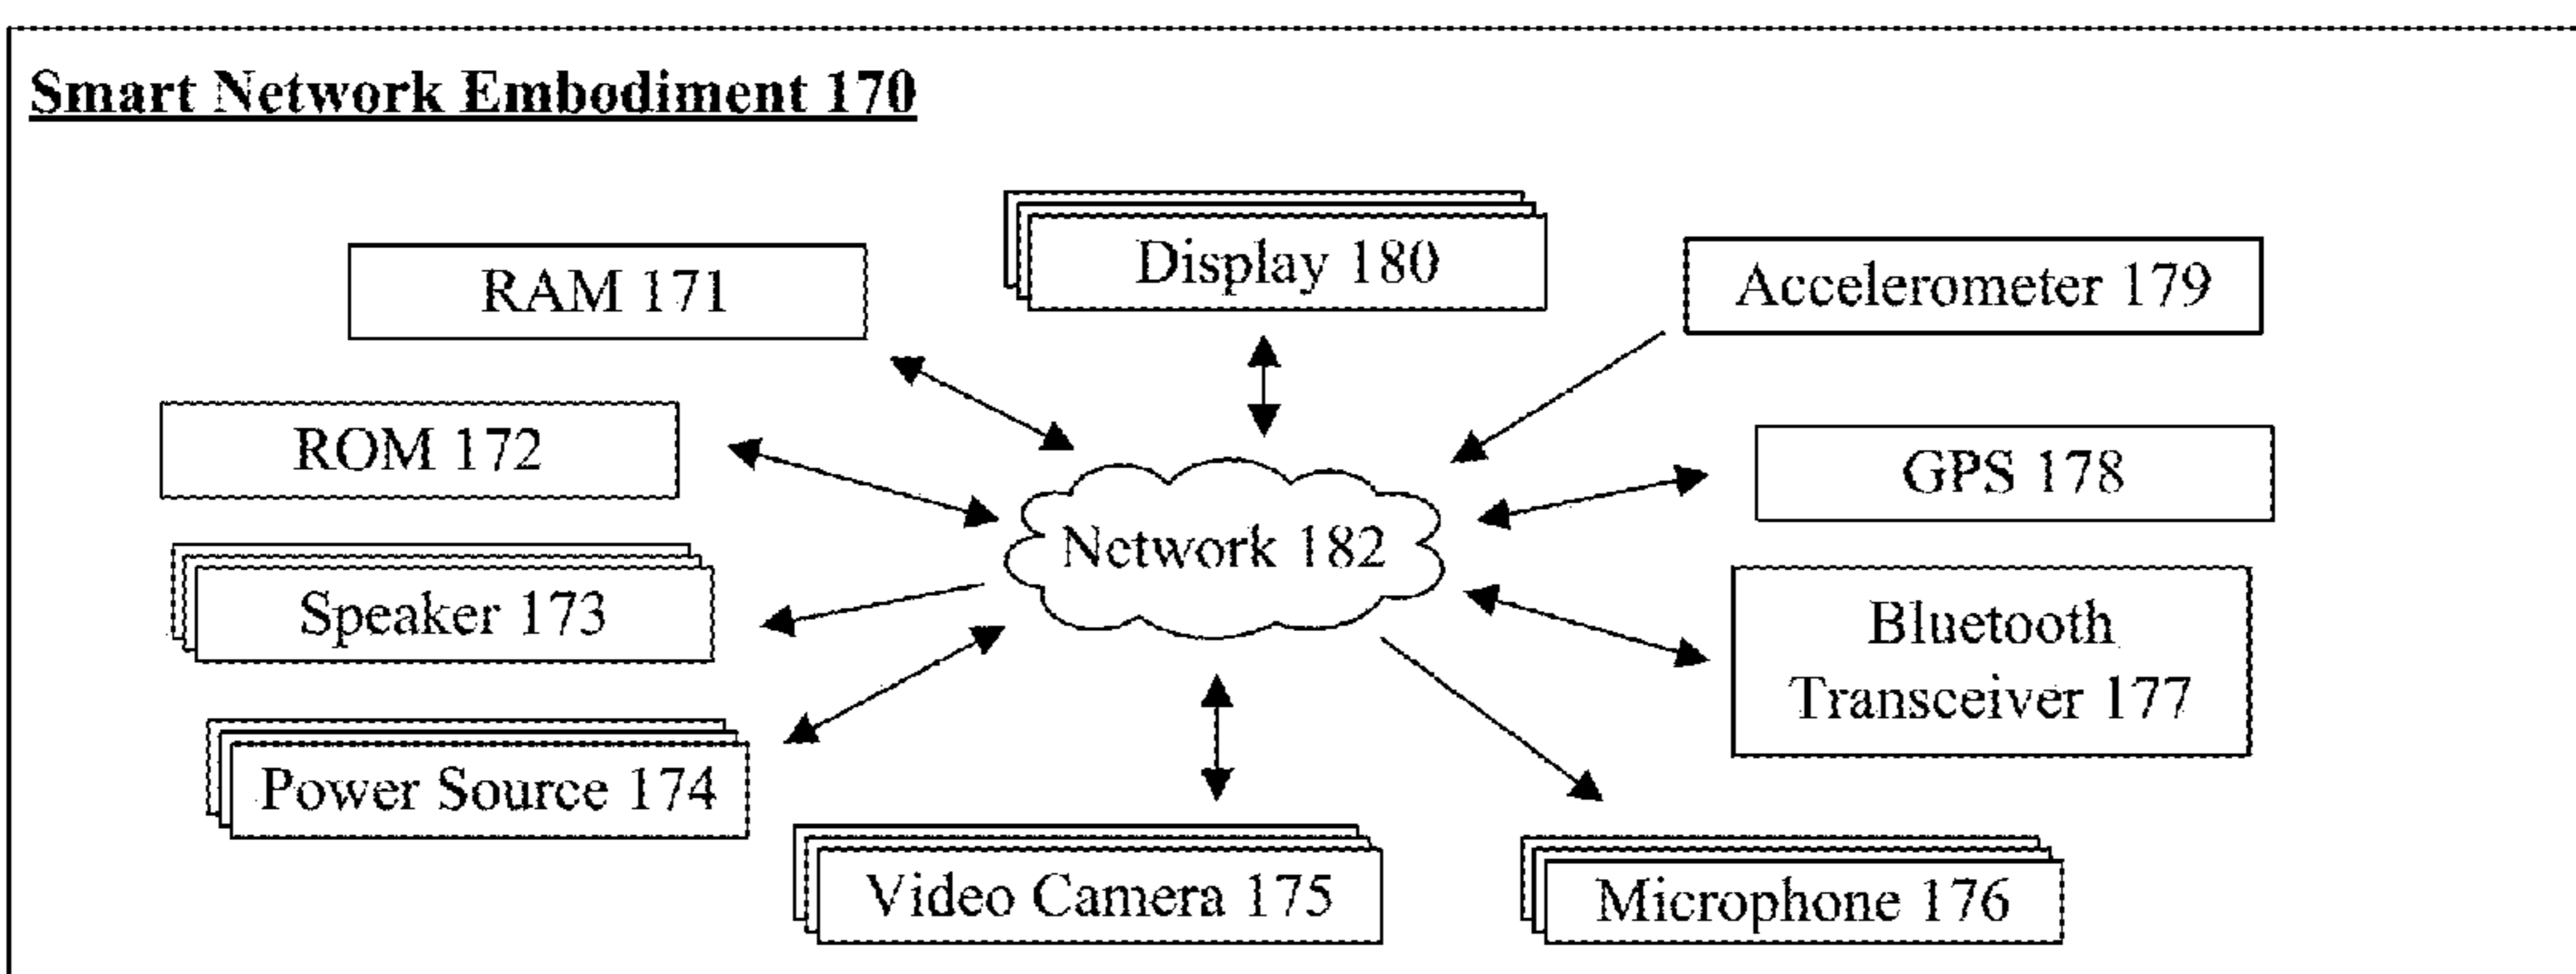 Smart Network Embodiment 170
Display 180
RAM 171
Accelerometer 179
ROM 172
GPS 178
Network 182
Speaker 173
Bluetooth
Transceiver 177
Power Source 174
Video Camera 175
Microphone 176